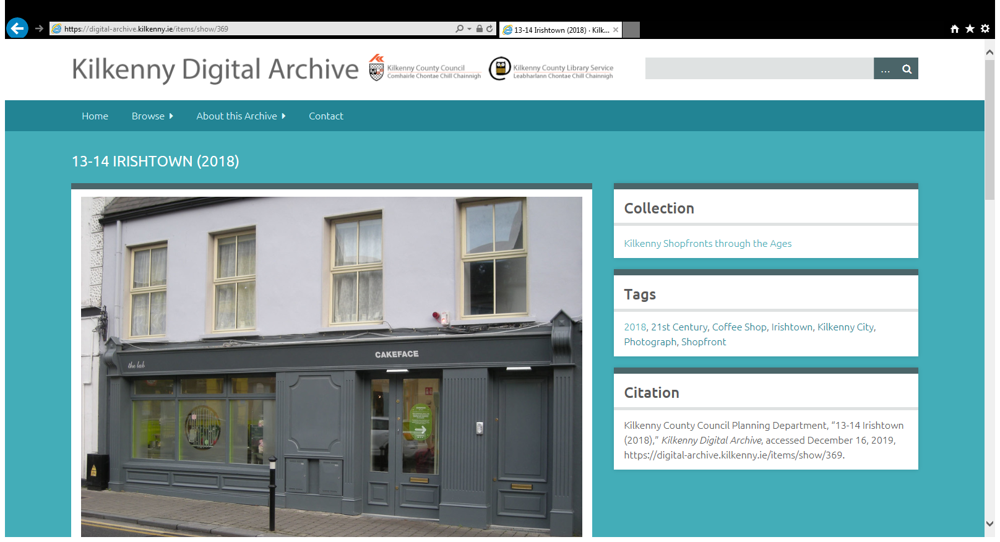 https://digital-archive.kilkenny.ie/items/show/369
13-14 Irishtown (2018) · Kilk...
Kilkenny Digital Archive
Kilkenny County Council
Comhairle Chontae Chill Chainnigh
Kilkenny County Library Service
Leabharlann Chontae Chill Chainnigh
...
Home Browse About this Archive Contact
13-14 IRISHTOWN (2018)
the lab
CAKEFACE
Collection
Kilkenny Shopfronts through the Ages
Tags
2018, 21st Century, Coffee Shop, Irishtown, Kilkenny City,
Photograph, Shopfront
Citation
Kilkenny County Council Planning Department, “13-14 Irishtown
(2018),” Kilkenny Digital Archive, accessed December 16, 2019,
https://digital-archive.kilkenny.ie/items/show/369.